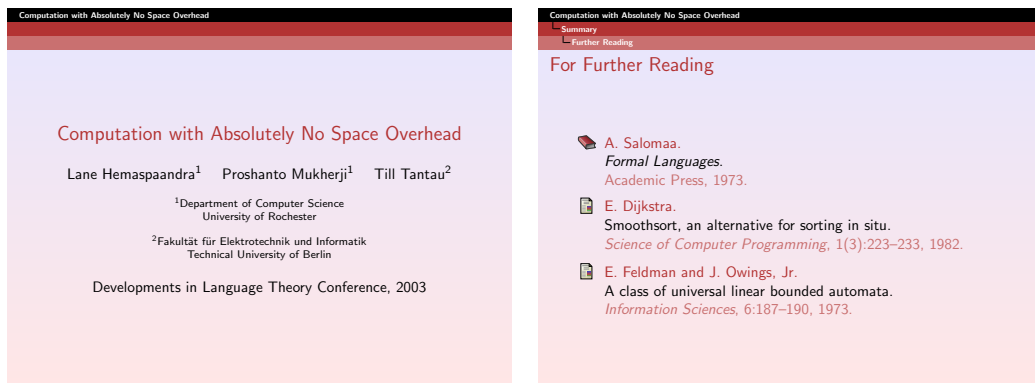 Computation with Absolutely No Space Overhead
Computation with Absolutely No Space Overhead
Lane Hemaspaandra1 Proshanto Mukherji1 Till Tantau2
1Department of Computer Science
University of Rochester
2Fakultät für Elektrotechnik und Informatik
Technical University of Berlin
Developments in Language Theory Conference, 2003
Computation with Absolutely No Space Overhead
Summary
Further Reading
For Further Reading
A. Salomaa.
Formal Languages.
Academic Press, 1973.
E. Dijkstra.
Smoothsort, an alternative for sorting in situ.
Science of Computer Programming, 1(3):223–233, 1982.
E. Feldman and J. Owings, Jr.
A class of universal linear bounded automata.
Information Sciences, 6:187–190, 1973.